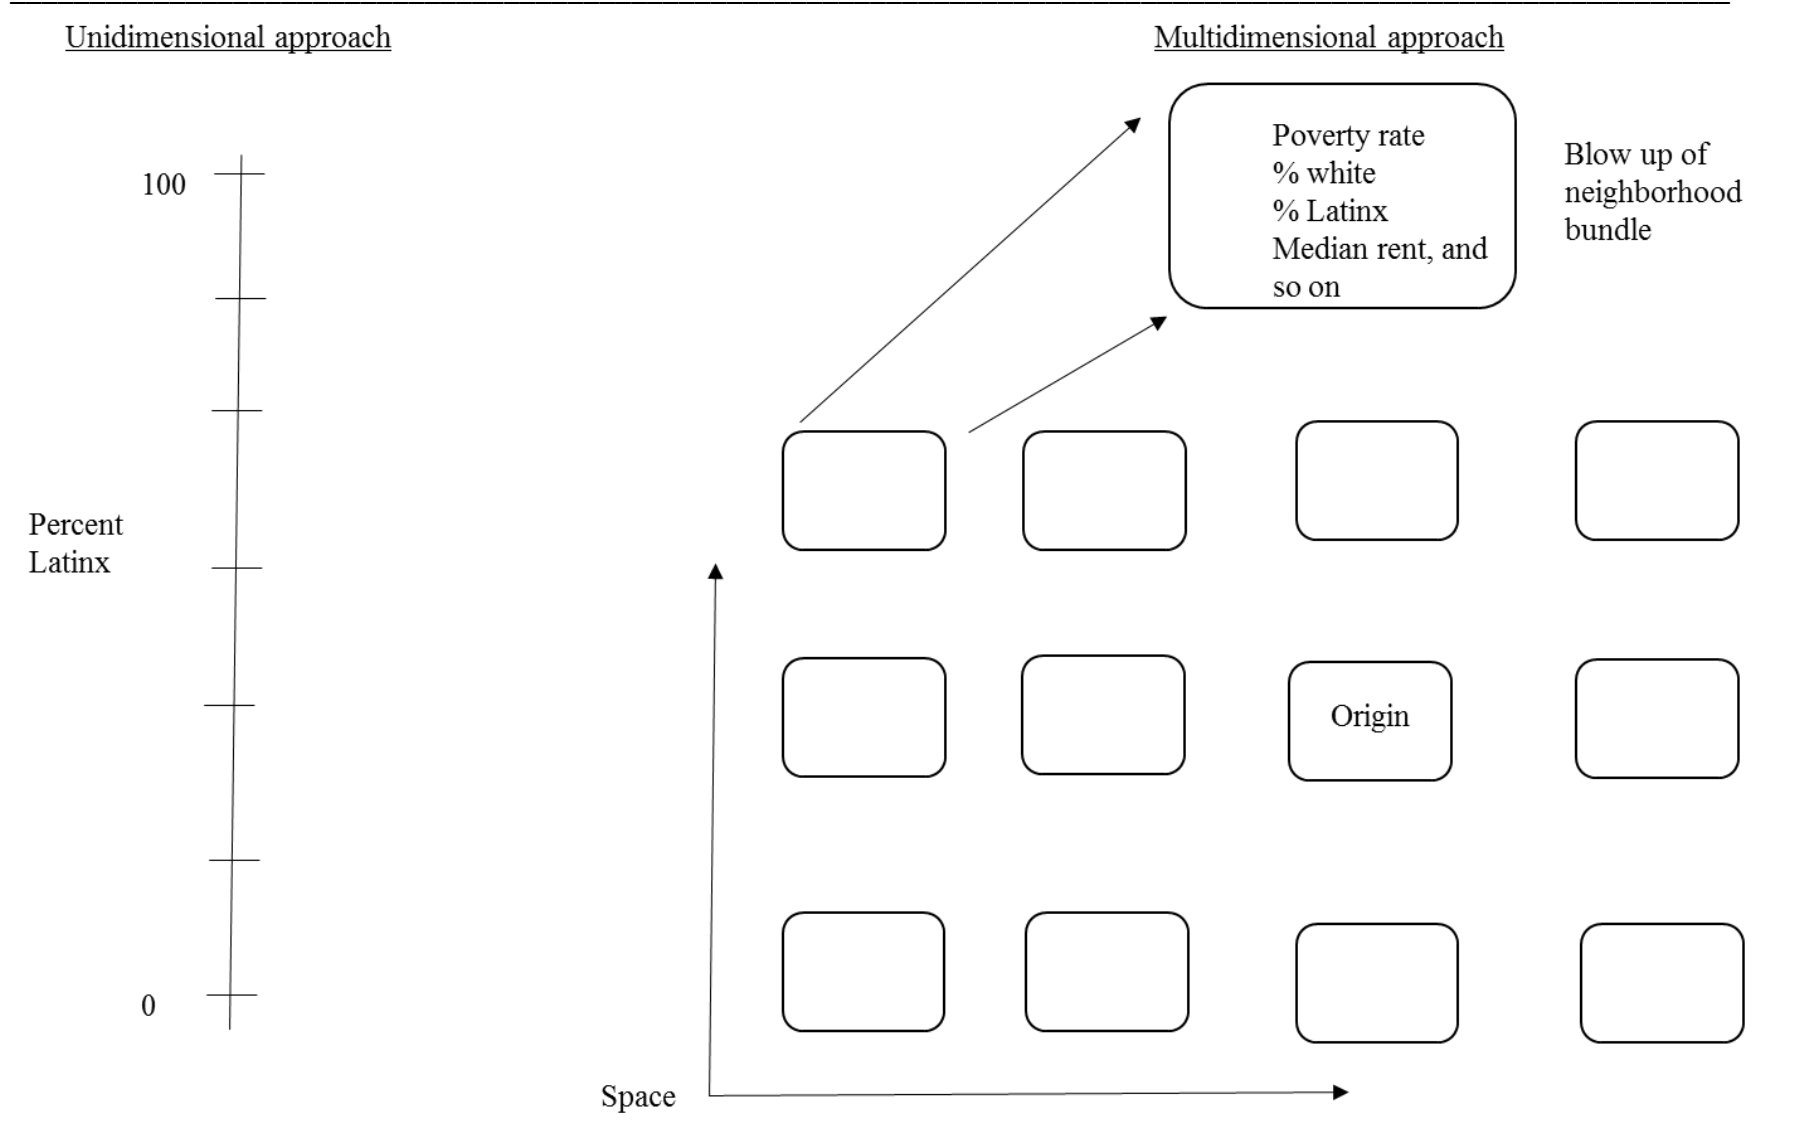 Unidimensional approach
Multidimensional approach
100
Percent
Latinx
0
Poverty rate
% white
% Latinx
Median rent, and
so on
Blow up of
neighborhood
bundle
Origin
Space